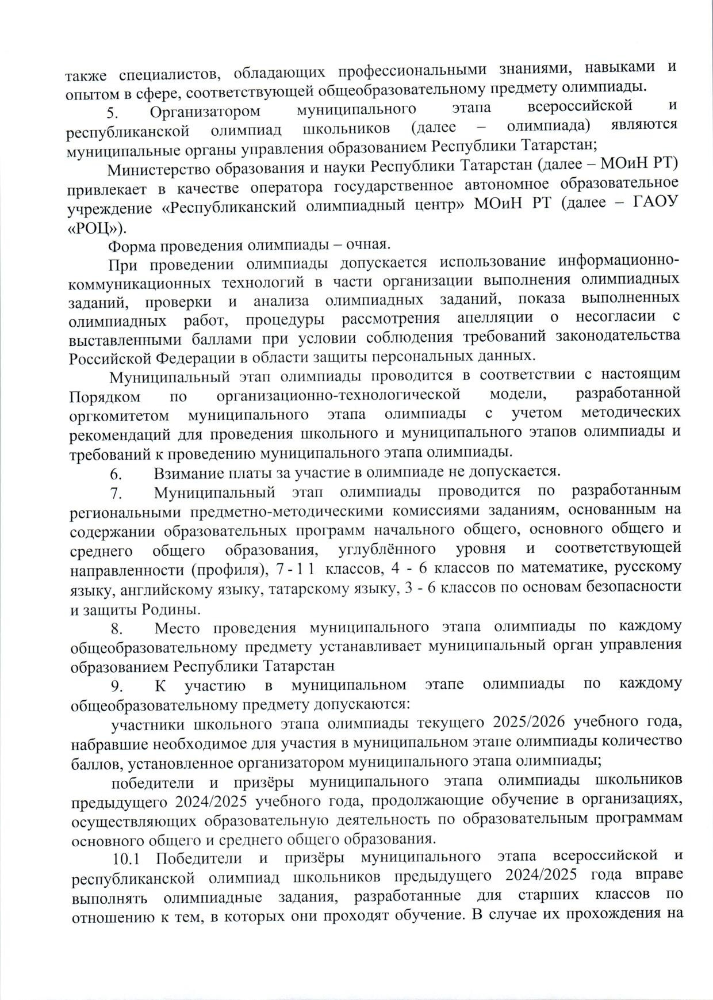 также специалистов, обладающих профессиональными знаниями, навыками и
опытом в сфере, соответствующей общеобразовательному предмету олимпиады.
5. Организатором муниципального этапа всероссийской и
республиканской олимпиад школьников (далее – олимпиада) являются
муниципальные органы управления образованием Республики Татарстан;
Министерство образования и науки Республики Татарстан (далее – МОиН РТ)
привлекает в качестве оператора государственное автономное образовательное
учреждение «Республиканский олимпиадный центр» МОиН РТ (далее – ГАОУ
«РОЦ»).
Форма проведения олимпиады – очная.
При проведении олимпиады допускается использование информационно-
коммуникационных технологий в части организации выполнения олимпиадных
заданий, проверки и анализа олимпиадных заданий, показа выполненных
олимпиадных работ, процедуры рассмотрения апелляции о несогласии с
выставленными баллами при условии соблюдения требований законодательства
Российской Федерации в области защиты персональных данных.
Муниципальный этап олимпиады проводится в соответствии с настоящим
Порядком по организационно-технологической модели, разработанной
оргкомитетом муниципального этапа олимпиады с учетом методических
рекомендаций для проведения школьного и муниципального этапов олимпиады и
требований к проведению муниципального этапа олимпиады.
6. Взимание платы за участие в олимпиаде не допускается.
7. Муниципальный этап олимпиады проводится по разработанным
региональными предметно-методическими комиссиями заданиям, основанным на
содержании образовательных программ начального общего, основного общего и
среднего общего образования, углублённого уровня и соответствующей
направленности (профиля), 7-11 классов, 4 - 6 классов по математике, русскому
языку, английскому языку, татарскому языку, 3 - 6 классов по основам безопасности
и защиты Родины.
8. Место проведения муниципального этапа олимпиады по каждому
общеобразовательному предмету устанавливает муниципальный орган управления
образованием Республики Татарстан
9. К участию в муниципальном этапе олимпиады по каждому
общеобразовательному предмету допускаются:
участники школьного этапа олимпиады текущего 2025/2026 учебного года,
набравшие необходимое для участия в муниципальном этапе олимпиады количество
баллов, установленное организатором муниципального этапа олимпиады;
победители и призёры муниципального этапа олимпиады школьников
предыдущего 2024/2025 учебного года, продолжающие обучение в организациях,
осуществляющих образовательную деятельность по образовательным программам
основного общего и среднего общего образования.
10.1 Победители и призёры муниципального этапа всероссийской и
республиканской олимпиад школьников предыдущего 2024/2025 года вправе
выполнять олимпиадные задания, разработанные для старших классов по
отношению к тем, в которых они проходят обучение. В случае их прохождения на